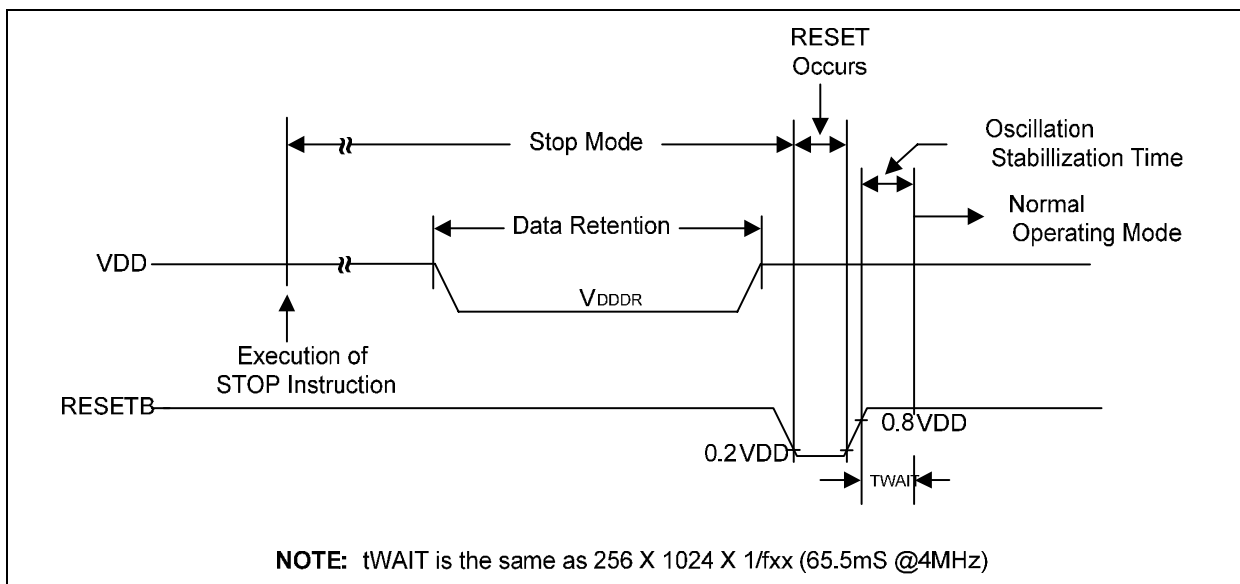 RESET
Occurs
Oscillation
Stabillization Time
Stop Mode
Normal
Operating Mode
Data Retention
VDD
VDDDR
Execution of
STOP Instruction
RESETB
0.8VDD
0.2VDD
TWAIT
NOTE: tWAIT is the same as 256 X 1024 X 1/fxx (65.5mS @4MHz)